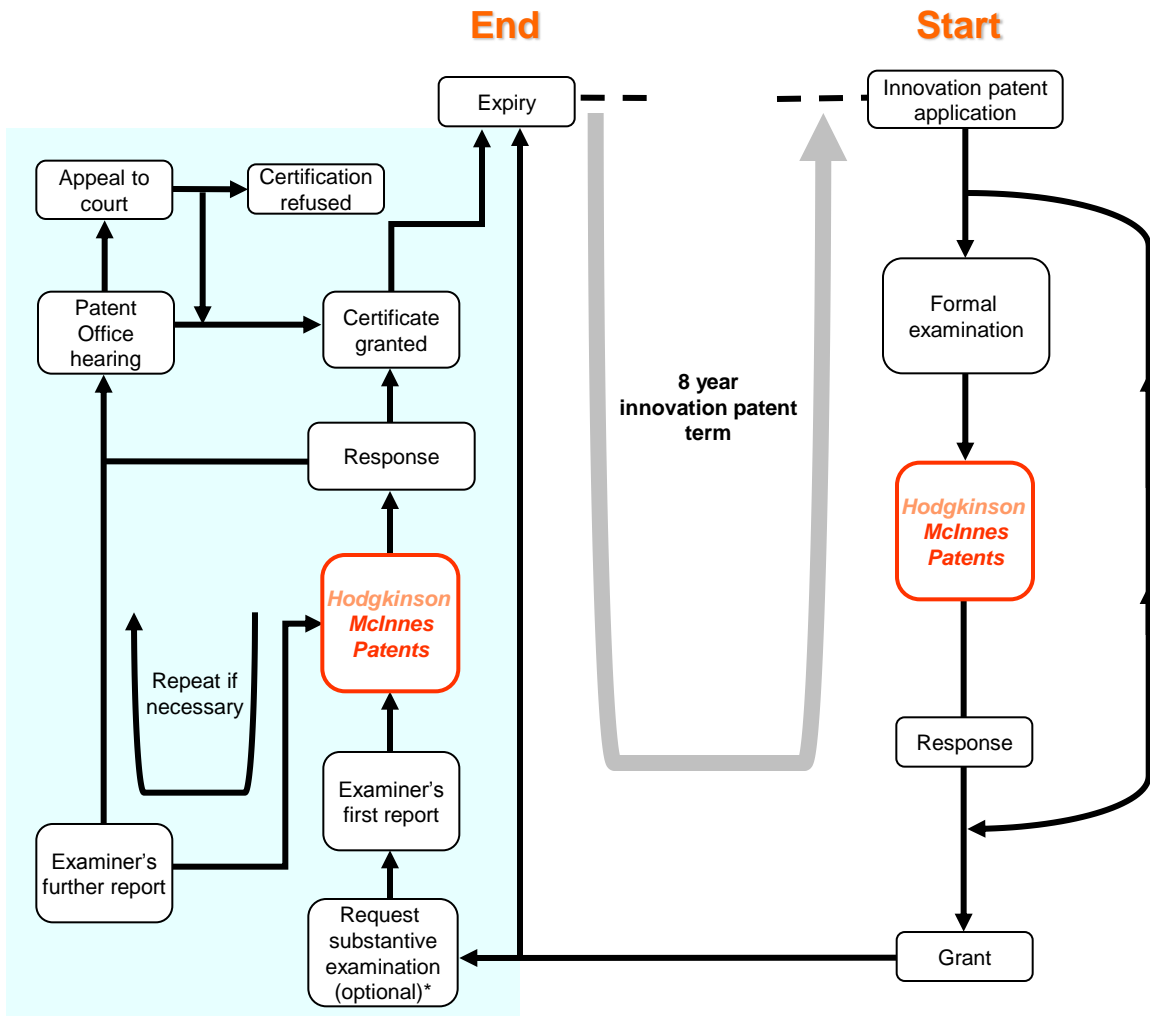 End
Start
Expiry
Innovation patent
application
Appeal to
court
Certification
refused
Patent
Office
hearing
Certificate
granted
Formal
examination
8 year
innovation patent
term
Response
Hodgkinson
McInnes
Patents
Hodgkinson
McInnes
Patents
Repeat if
necessary
Response
Examiner's
first report
Examiner’s
further report
Request
substantive
examination
(optional)*
Grant